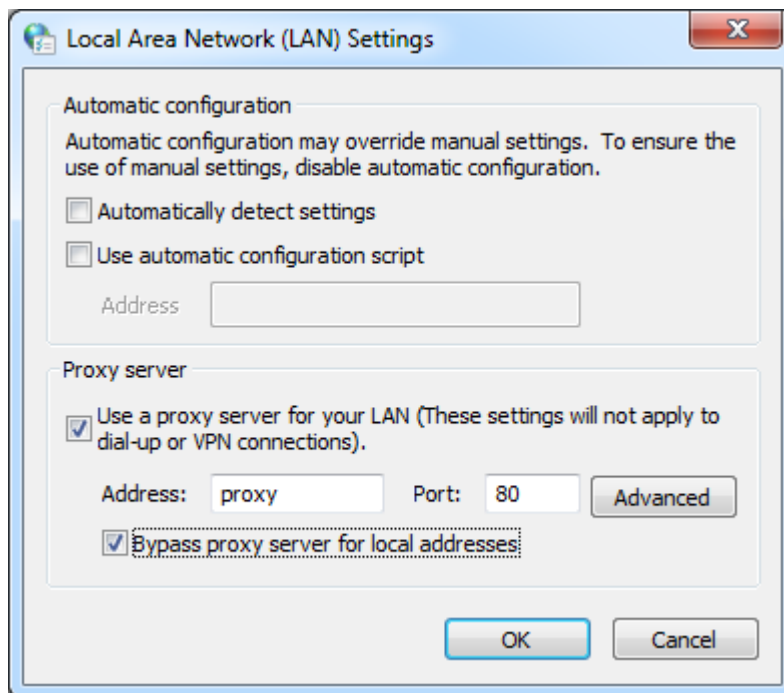 Local Area Network (LAN) Settings
Automatic configuration
Automatic configuration may override manual settings.  To ensure the
use of manual settings, disable automatic configuration.
Automatically detect settings
Use automatic configuration script
Address
Proxy server
Use a proxy server for your LAN (These settings will not apply to
dial-up or VPN connections).
Address: proxy Port: 80 Advanced
Bypass proxy server for local addresses
OK Cancel